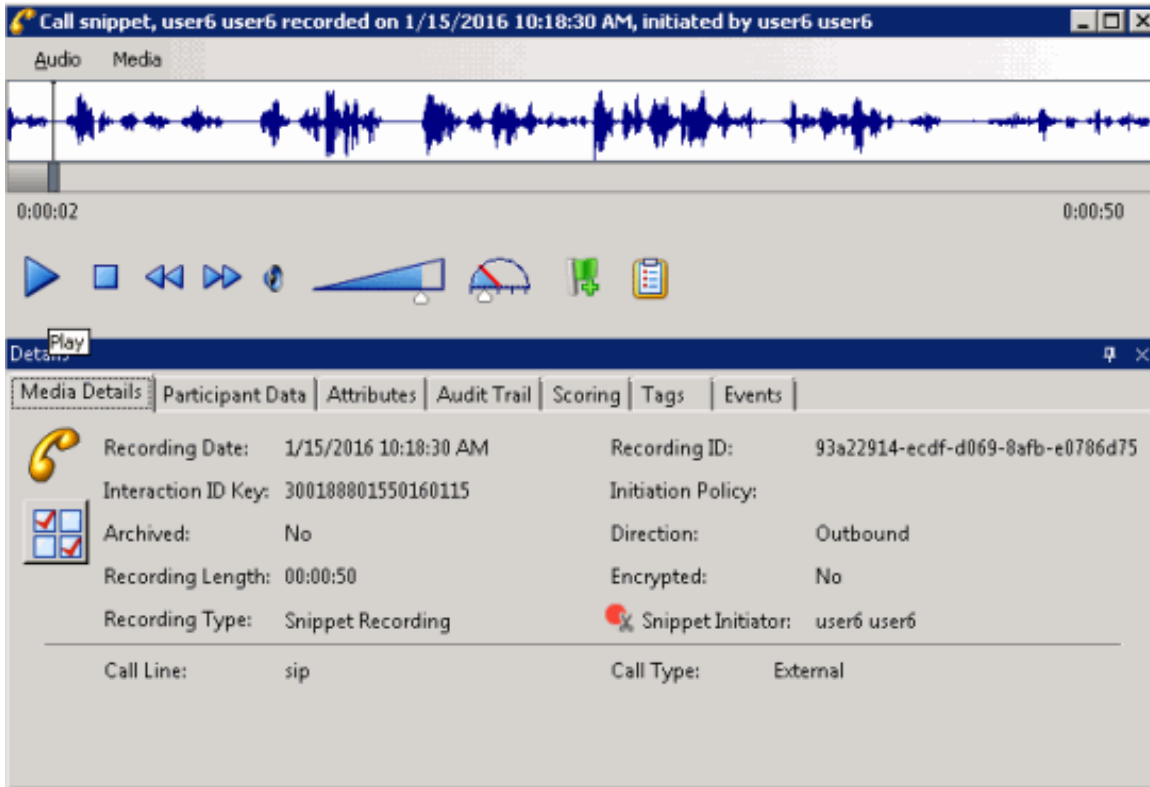 Call snippet, user6 user6 recorded on 1/15/2016 10:18:30 AM, initiated by user6 user6
Audio Media
0:00:02 0:00:50
Play
Media Details Participant Data Attributes Audit Trail Scoring Tags Events
Recording Date: 1/15/2016 10:18:30 AM Recording ID: 93a22914-ecdf-d069-8afb-e0786d75
Interaction ID Key: 300188801550160115 Initiation Policy:
Archived: No Direction: Outbound
Recording Length: 00:00:50 Encrypted: No
Recording Type: Snippet Recording Snippet Initiator: user6 user6
Call Line: sip Call Type: External